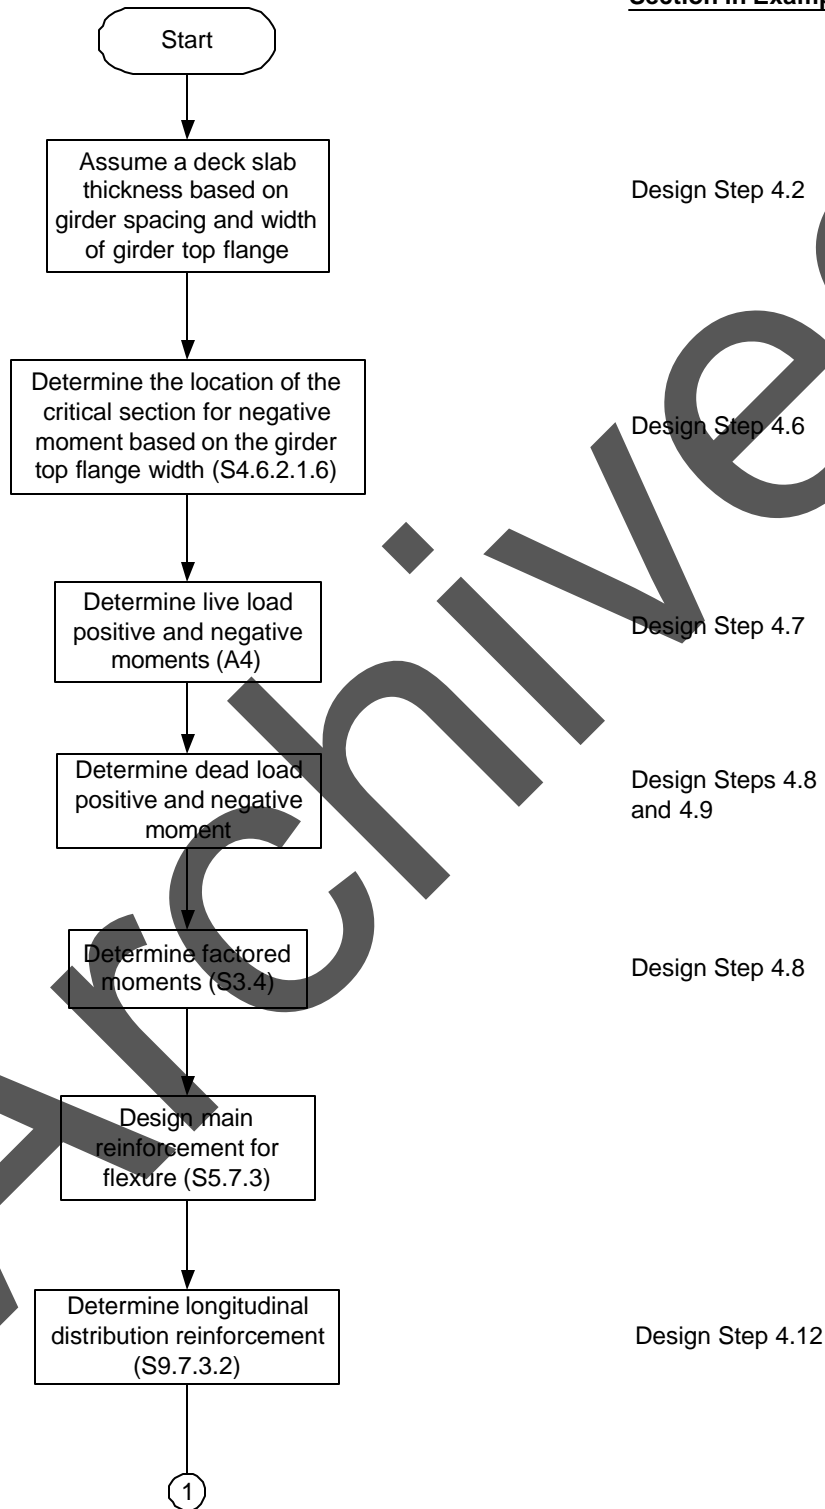 Section in Examp
Start
Assume a deck slab
thickness based on
girder spacing and width
of girder top flange
Design Step 4.2
Determine the location of the
critical section for negative
moment based on the girder
top flange width (S4.6.2.1.6)
Design Step 4.6
Determine live load
positive and negative
moments (A4)
Design Step 4.7
Determine dead load
positive and negative
moment
Design Steps 4.8
and 4.9
Determine factored
moments (S3.4)
Design Step 4.8
Design main
reinforcement for
flexure (S5.7.3)
Determine longitudinal
distribution reinforcement
(S9.7.3.2)
Design Step 4.12
1
Archive